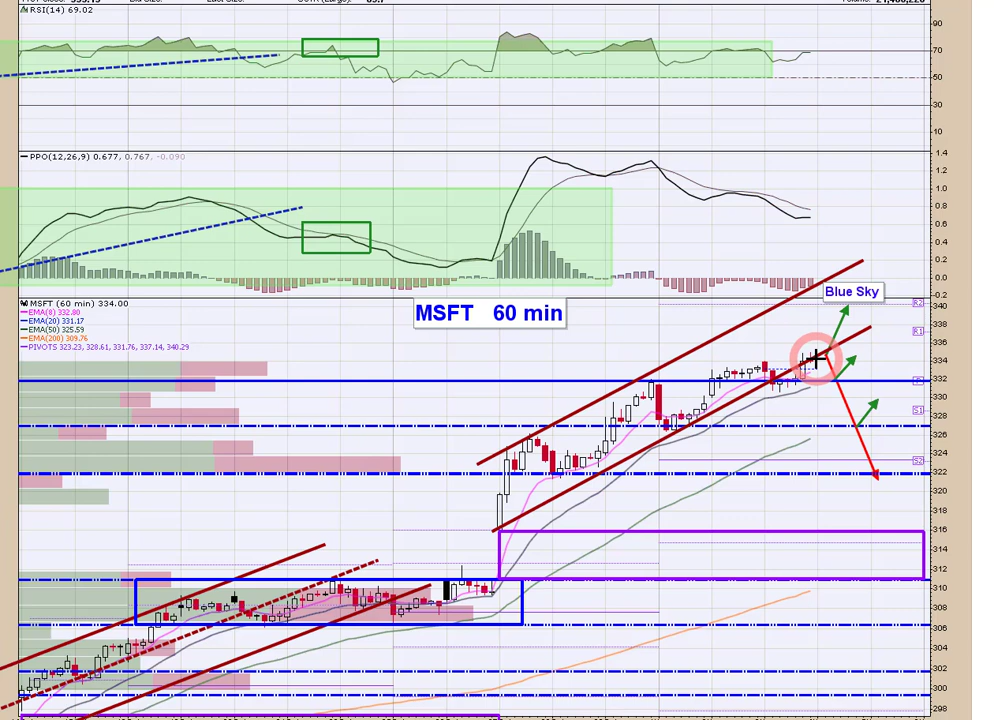 RSI(14) 69.02
90
70
50
30
10
PPO(12,26,9) 0.677, 0.767, -0.090
1.4
1.2
1.0
0.8
0.6
0.4
0.2
0.0
-0.2
MSFT (60 min) 334.00
EMA(8) 332.80
EMA(20) 331.17
EMA(50) 325.59
EMA(200) 309.76
PIVOTS 323.23, 328.61, 331.76, 337.14, 340.29
MSFT 60 min
Blue Sky
R2
R1
P
S1
S2
340
338
336
334
332
330
328
326
324
322
320
318
316
314
312
310
308
306
304
302
300
298